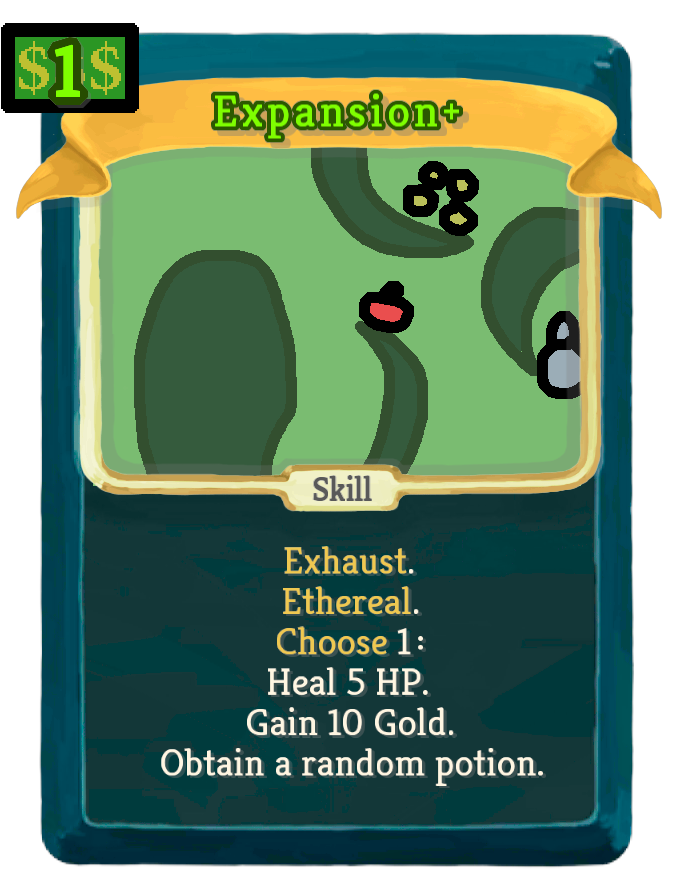 $1$
Expansion+
Skill
Exhaust.
Ethereal.
Choose 1:
Heal 5 HP.
Gain 10 Gold.
Obtain a random potion.